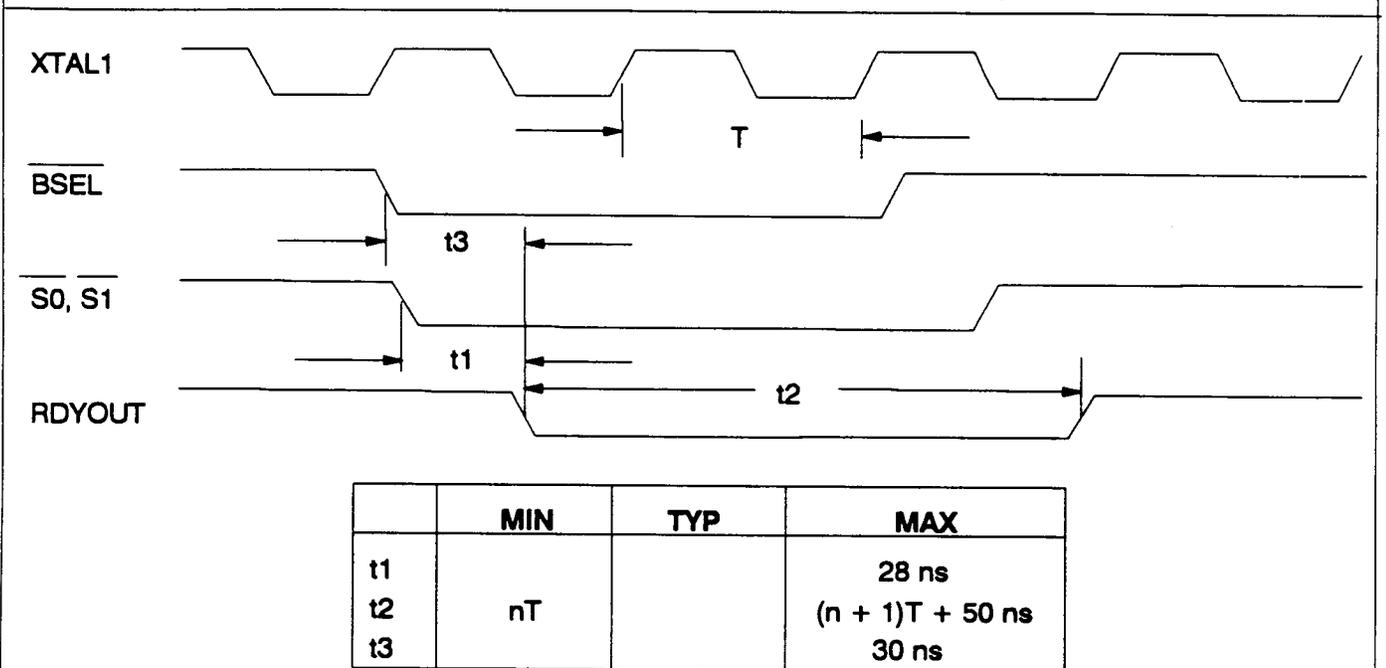 XTAL1
T
BSEL
t3
S0, S1
t1
t2
RDYOUT
MIN TYP MAX
t1 28 ns
t2 nT (n + 1)T + 50 ns
t3 30 ns